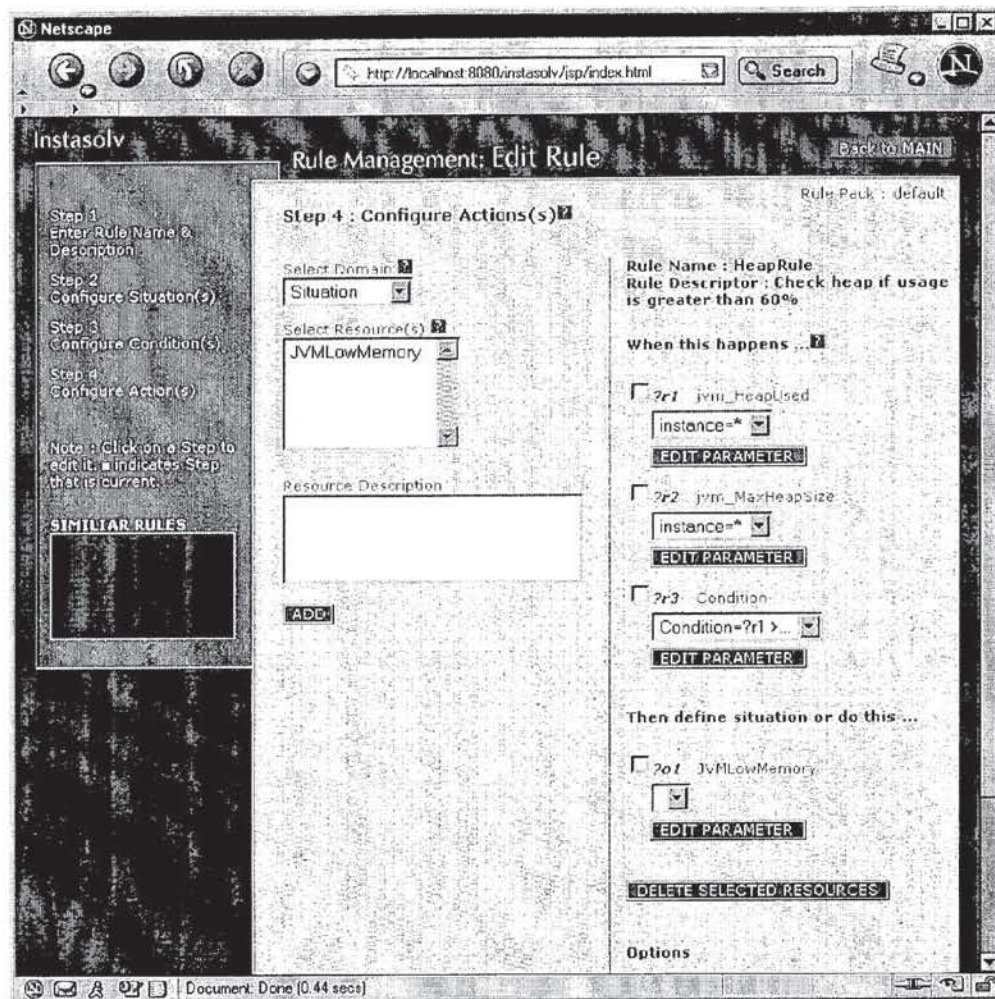 Netscape
http://localhost:8080/instasolv/jsp/index.html
Search
N
Instasolv
Rule Management: Edit Rule
Back to MAIN
Rule Pack : default
Step 1
Enter Rule Name &
Description
Step 2
Configure Situation(s)
Step 3
Configure Condition(s)
Step 4
Configure Action(s)
Note : Click on a Step to
edit it. ■ indicates Step
that is current.
SIMILIAR RULES
Step 4 : Configure Actions(s)?
Select Domain ?
Situation
Select Resource(s) ?
JVMLowMemory
Resource Description
ADD
Rule Name : HeapRule
Rule Descriptor : Check heap if usage
is greater than 60%
When this happens ...?
?r1 jvm_HeapUsed
instance=*
EDIT PARAMETER
?r2 jvm_MaxHeapSize
instance=*
EDIT PARAMETER
?r3 Condition
Condition=?r1 >...
EDIT PARAMETER
Then define situation or do this ...
?o1 JVMLowMemory
EDIT PARAMETER
DELETE SELECTED RESOURCES
Options
Document: Done (0.44 secs)